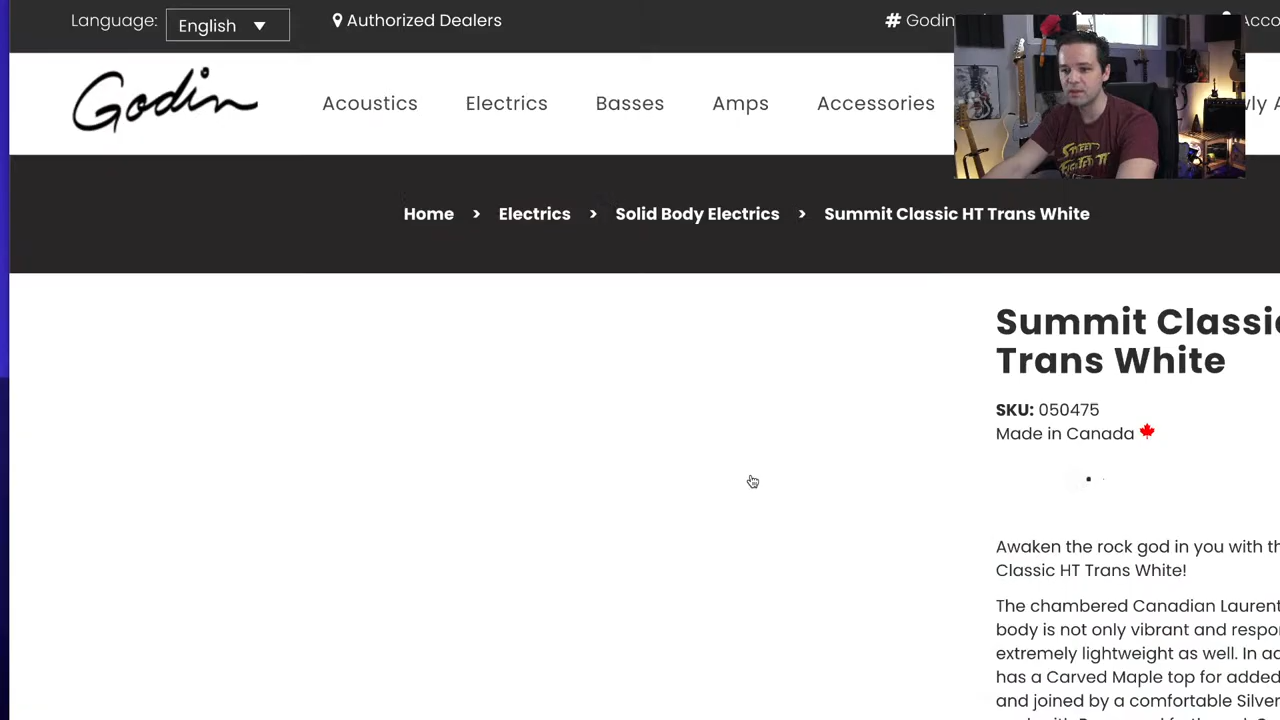 Language: English Authorized Dealers # Godin
Godin Acoustics Electrics Basses Amps Accessories
Home > Electrics > Solid Body Electrics > Summit Classic HT Trans White
Summit Classic
Trans White
SKU: 050475
Made in Canada
Awaken the rock god in you with th
Classic HT Trans White!
The chambered Canadian Laurent
body is not only vibrant and respo
extremely lightweight as well. In ad
has a Carved Maple top for added
and joined by a comfortable Silver